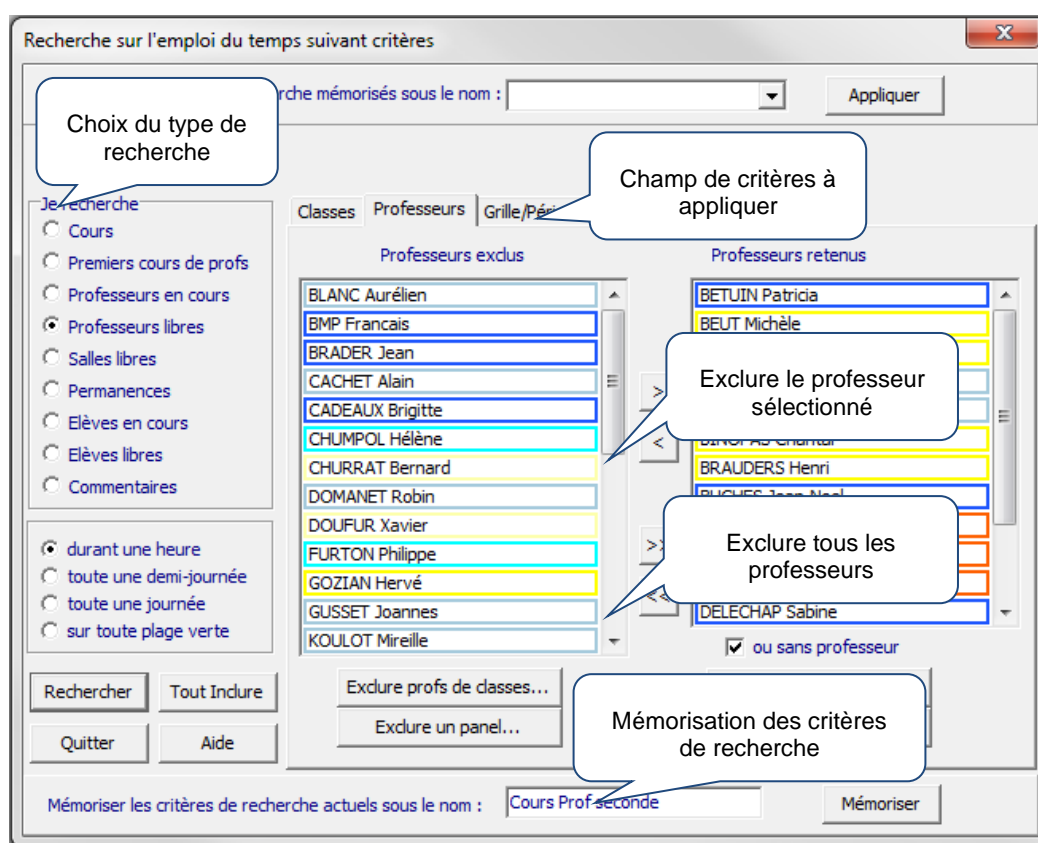 Recherche sur l'emploi du temps suivant critères
mémorisés sous le nom :
Appliquer
Choix du type de
recherche
Champ de critères à
appliquer
Je recherche
Cours
Premiers cours de profs
Professeurs en cours
Professeurs libres
Salles libres
Permanences
Elèves en cours
Elèves libres
Commentaires
durant une heure
toute une demi-journée
toute une journée
sur toute plage verte
Rechercher
Tout Inclure
Quitter
Aide
Classes
Professeurs
Professeurs exclus
BLANC Aurélien
BMP Francais
BRADER Jean
CACHET Alain
CADEAUX Brigitte
CHUMPOL Hélène
CHURRAT Bernard
DOMANET Robin
DOUFUR Xavier
FURTON Philippe
GOZIAN Hervé
GUSSET Joannes
KOULOT Mireille
Exclure profs de classes...
Exclure un panel...
>
<
>>
<<
Professeurs retenus
BETUIN Patricia
BEUT Michèle
BRAUDERS Henri
DELECHAP Sabine
ou sans professeur
Exclure le professeur
sélectionné
Exclure tous les
professeurs
Mémorisation des critères
de recherche
Mémoriser les critères de recherche actuels sous le nom :
Cours Prof seconde
Mémoriser